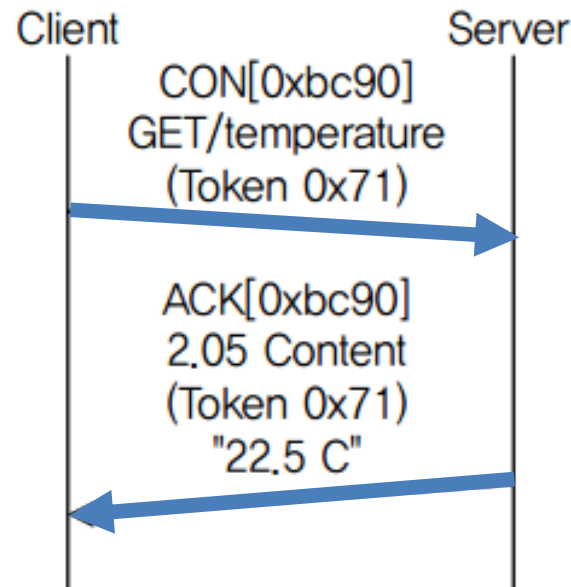 Client
Server
CON[0xbc90]
GET/temperature
(Token 0x71)
ACK[0xbc90]
2.05 Content
(Token 0x71)
"22.5 C"